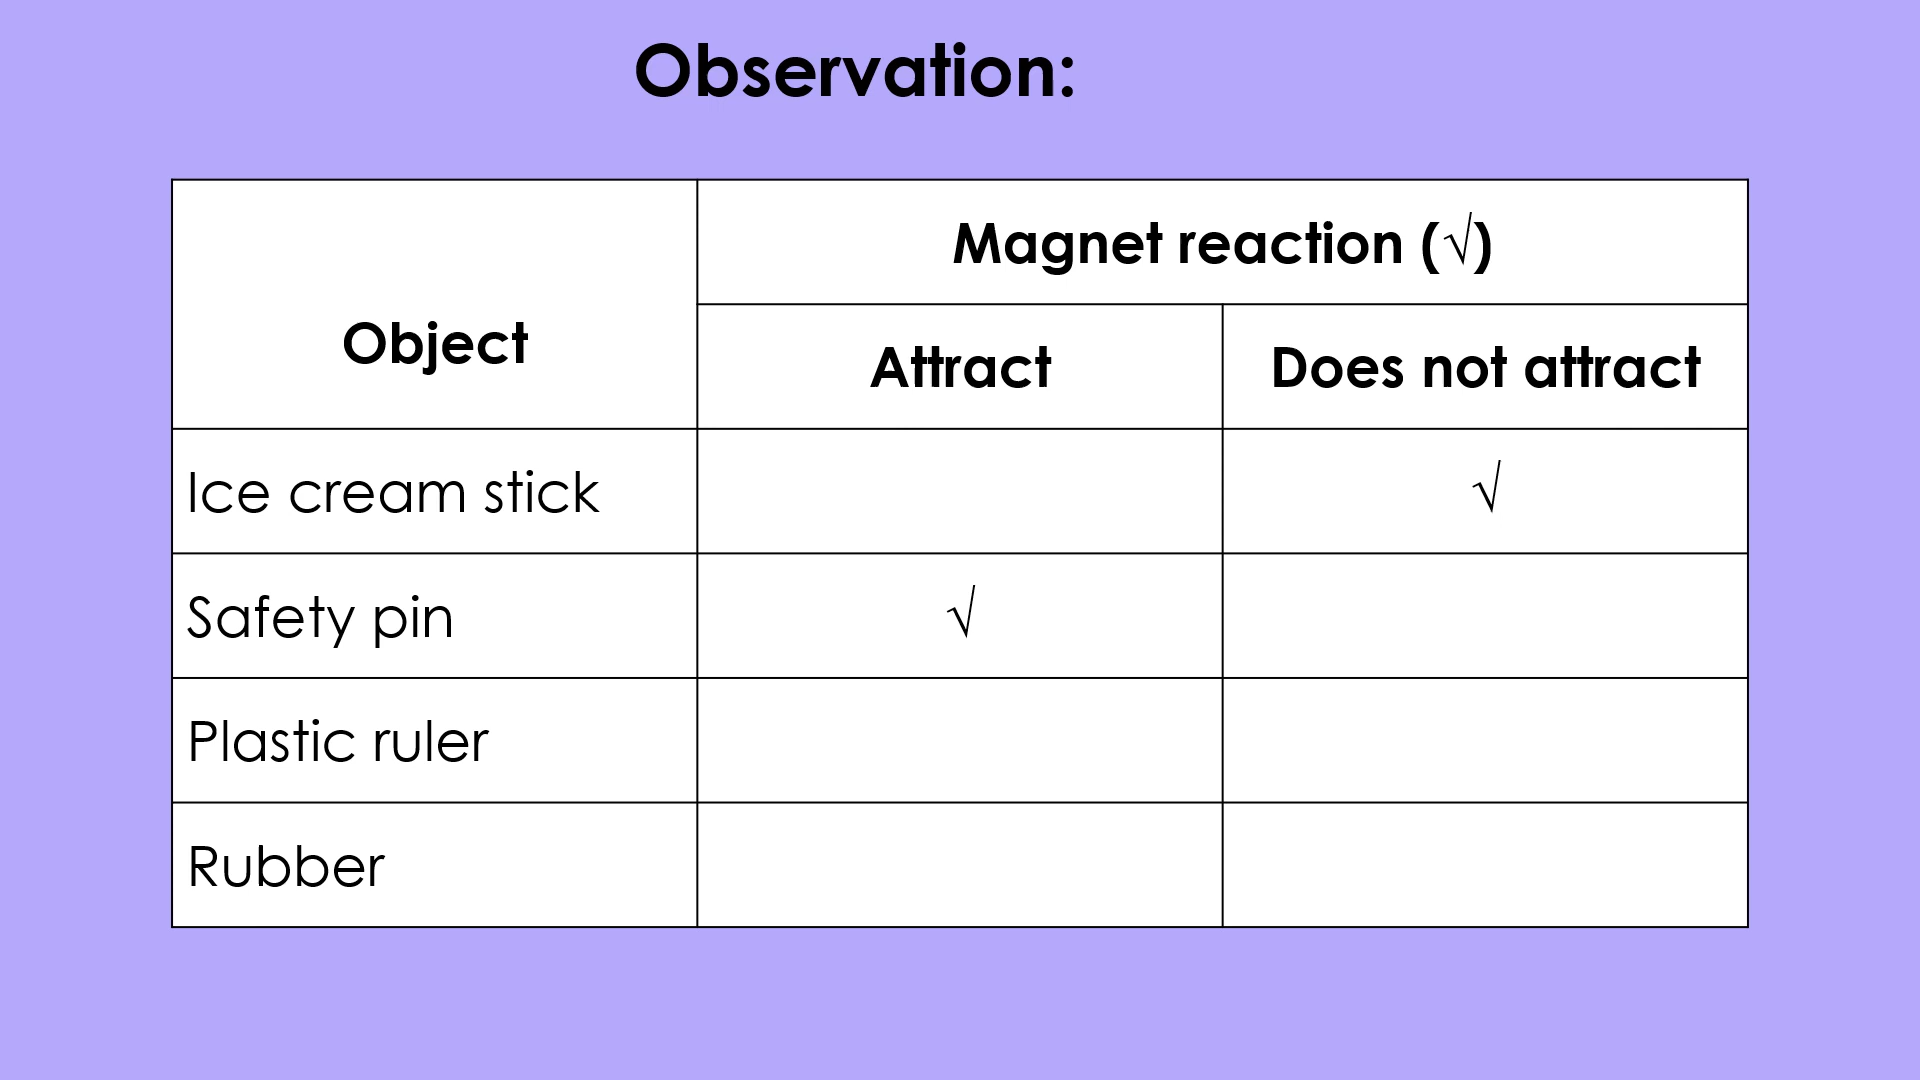 Observation:
Magnet reaction (√)
Object
Attract
Does not attract
Ice cream stick
√
Safety pin
√
Plastic ruler
Rubber